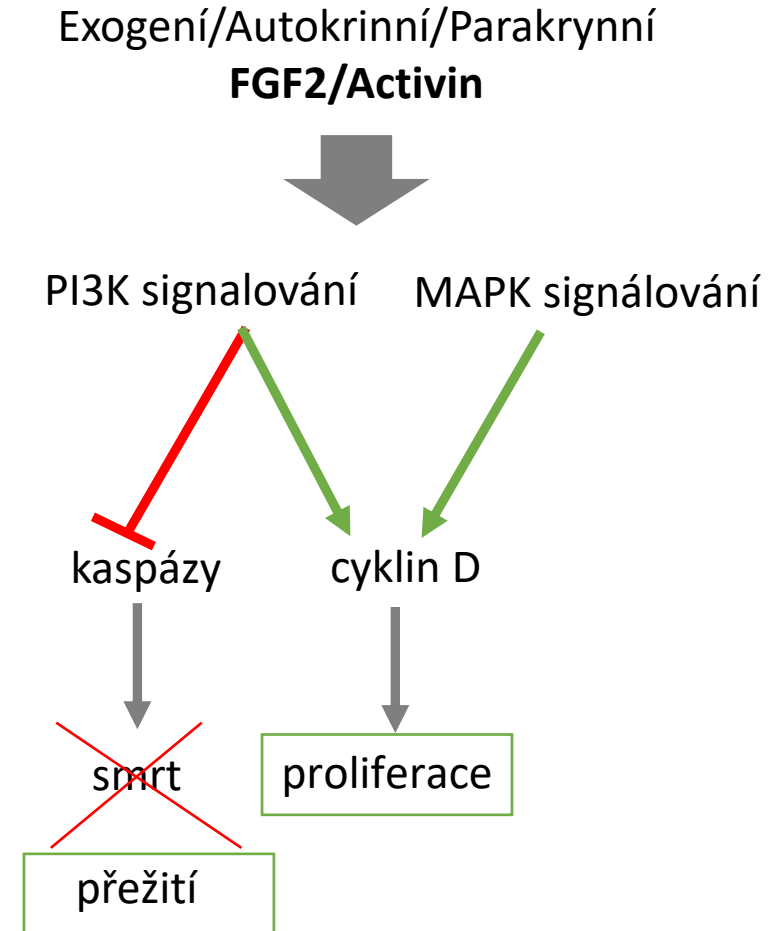 Exogení/Autokrinní/Parakrynní
FGF2/Activin
PI3K signalování
MAPK signálování
kaspázy
cyklin D
smrt
proliferace
přežití